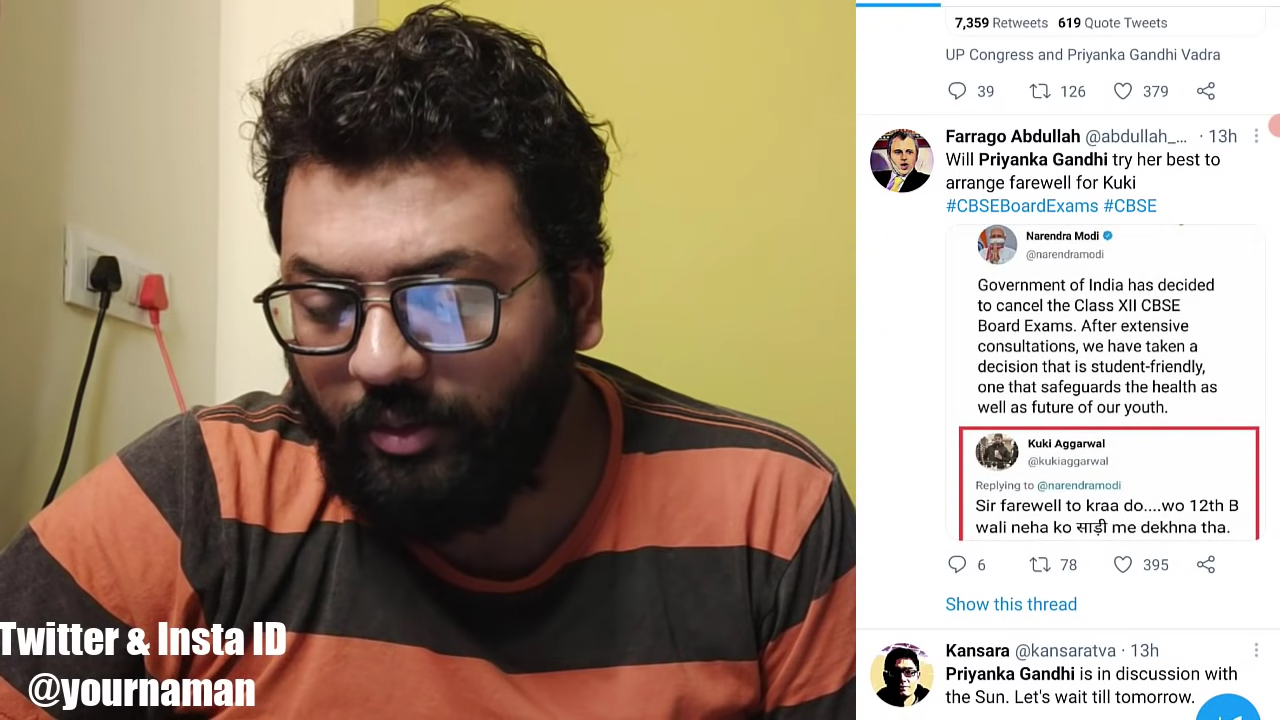 7,359 Retweets 619 Quote Tweets
UP Congress and Priyanka Gandhi Vadra
39 126 379
Farrago Abdullah @abdullah_... · 13h
Will Priyanka Gandhi try her best to
arrange farewell for Kuki
#CBSEBoardExams #CBSE
Narendra Modi
@narendramodi
Government of India has decided
to cancel the Class XII CBSE
Board Exams. After extensive
consultations, we have taken a
decision that is student-friendly,
one that safeguards the health as
well as future of our youth.
Kuki Aggarwal
@kukiaggarwal
Replying to @narendramodi
Sir farewell to kraa do....wo 12th B
wali neha ko साड़ी me dekhna tha.
6 78 395
Show this thread
Kansara @kansaratva · 13h
Priyanka Gandhi is in discussion with
the Sun. Let's wait till tomorrow.
Twitter & Insta ID
@yournaman